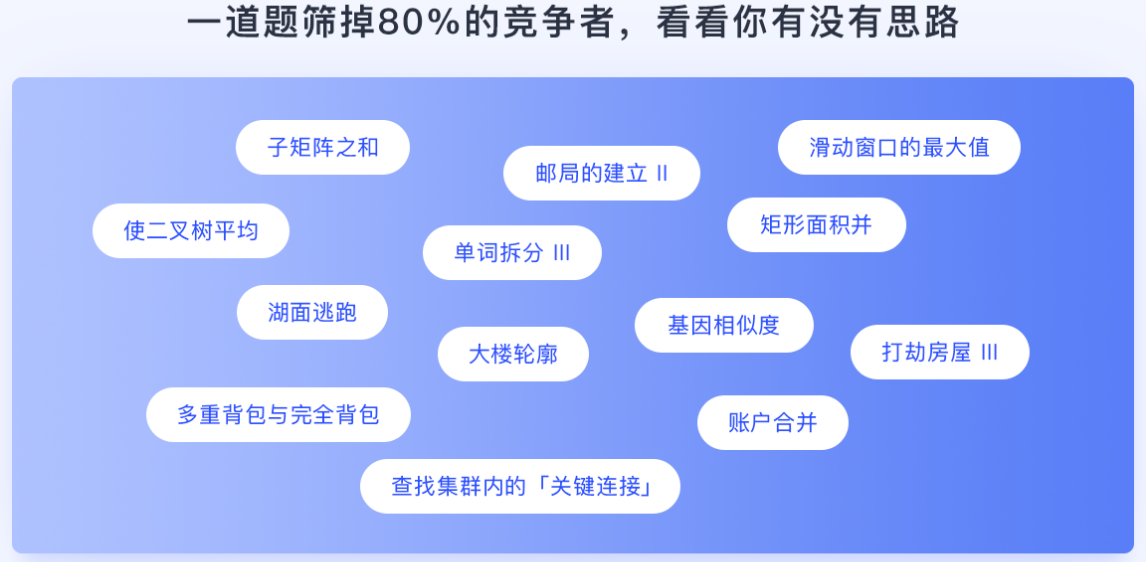 一道题筛掉80%的竞争者，看看你有没有思路
子矩阵之和
滑动窗口的最大值
邮局的建立 II
矩形面积并
使二叉树平均
单词拆分 III
湖面逃跑
基因相似度
大楼轮廓
打劫房屋 III
多重背包与完全背包
账户合并
查找集群内的「关键连接」